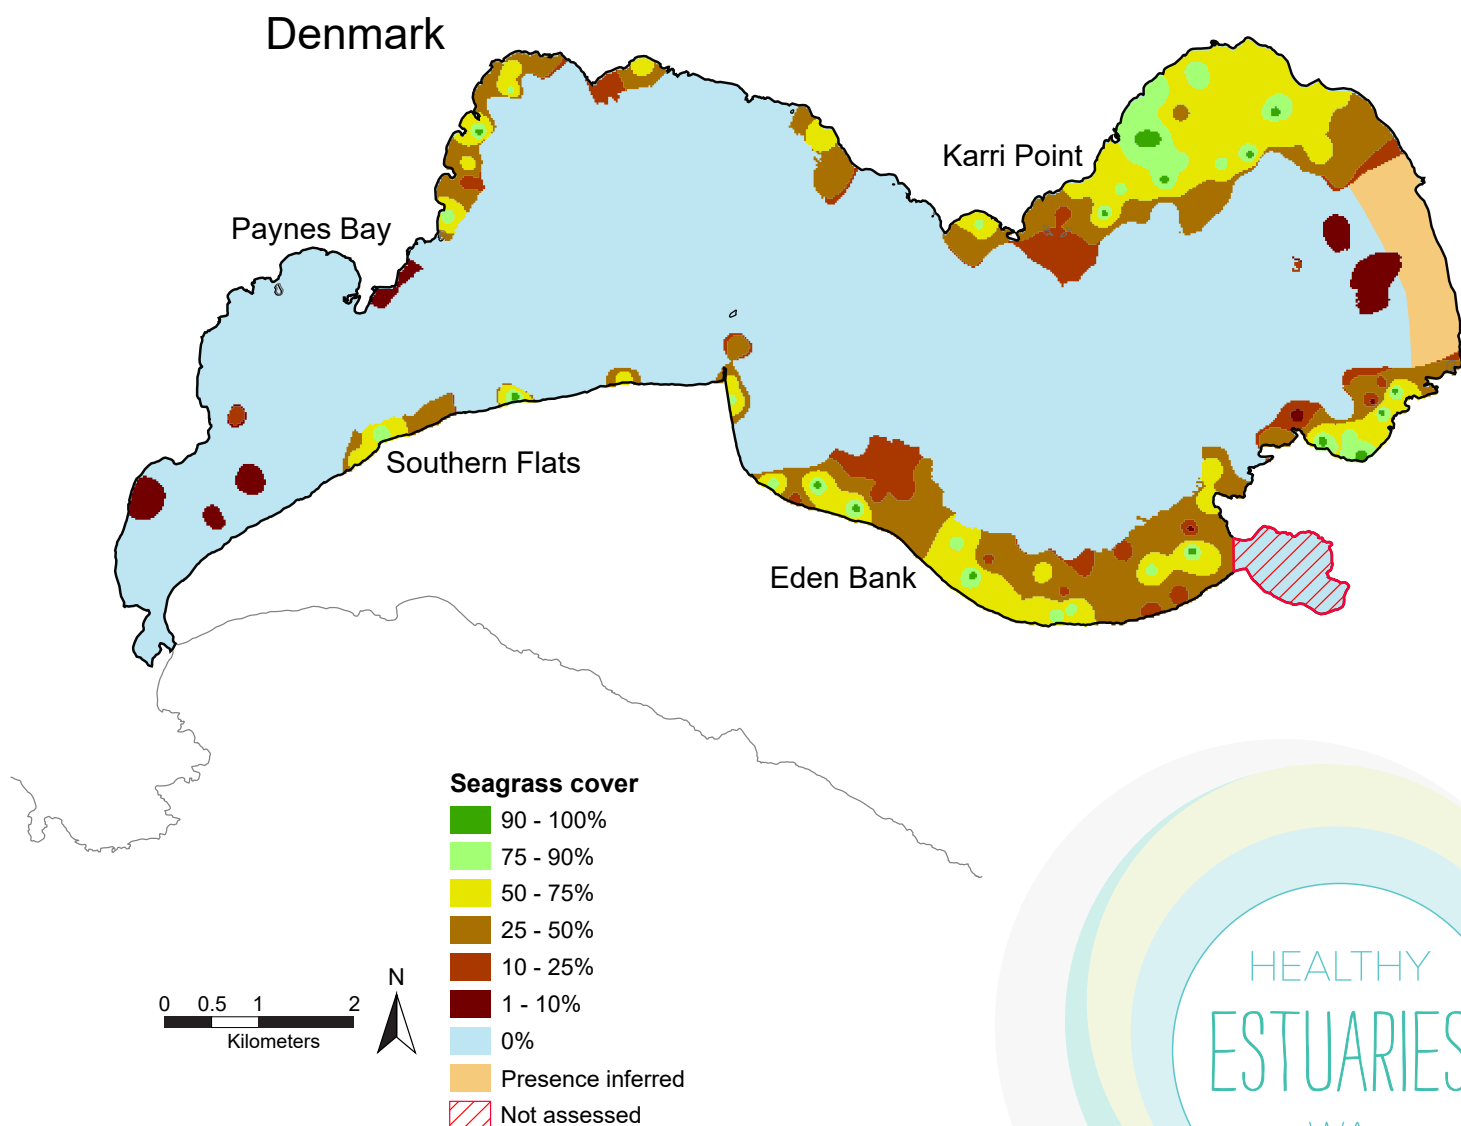 Denmark
Karri Point
Paynes Bay
Southern Flats
Eden Bank
Seagrass cover
90 - 100%
75 - 90%
50 - 75%
25 - 50%
10 - 25%
1 - 10%
0%
Presence inferred
Not assessed
0 0.5 1 2
Kilometers
N
HEALTHY
ESTUARIES
WA